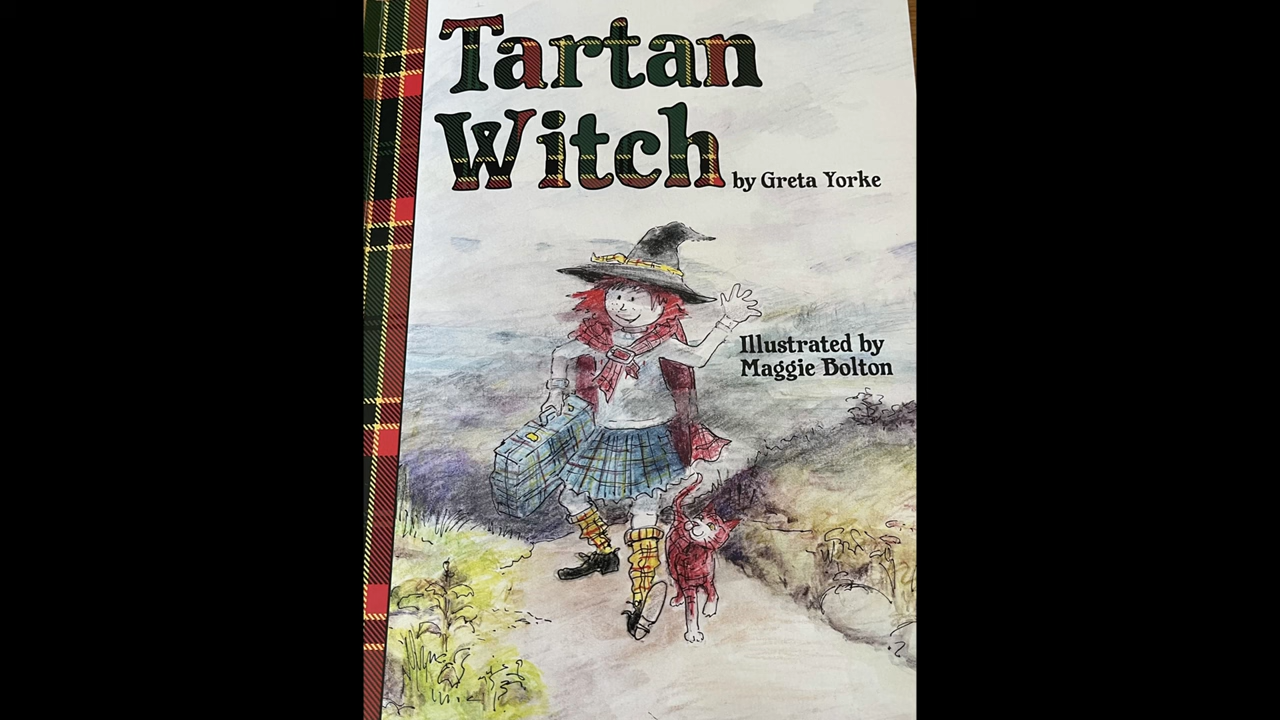 Tartan
Witch
by Greta Yorke
Illustrated by
Maggie Bolton